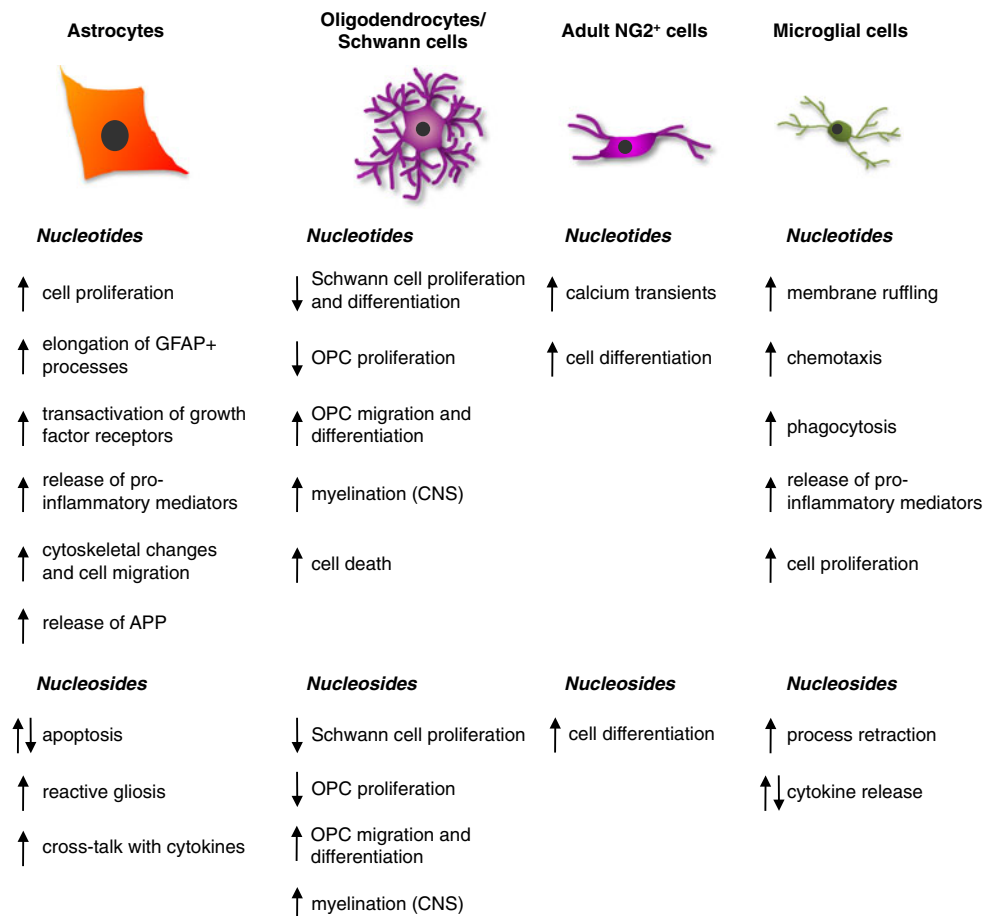 Astrocytes
Oligodendrocytes/
Schwann cells
Adult NG2⁺ cells
Microglial cells
Nucleotides
↑ cell proliferation
↑ elongation of GFAP+
processes
↑ transactivation of growth
factor receptors
↑ release of pro-
inflammatory mediators
↑ cytoskeletal changes
and cell migration
↑ release of APP
Nucleotides
↓ Schwann cell proliferation
and differentiation
↓ OPC proliferation
↑ OPC migration and
differentiation
↑ myelination (CNS)
↑ cell death
Nucleotides
↑ calcium transients
↑ cell differentiation
Nucleotides
↑ membrane ruffling
↑ chemotaxis
↑ phagocytosis
↑ release of pro-
inflammatory mediators
↑ cell proliferation
Nucleosides
↑↓ apoptosis
↑ reactive gliosis
↑ cross-talk with cytokines
Nucleosides
↓ Schwann cell proliferation
↓ OPC proliferation
↑ OPC migration and
differentiation
↑ myelination (CNS)
Nucleosides
↑ cell differentiation
Nucleosides
↑ process retraction
↑↓ cytokine release